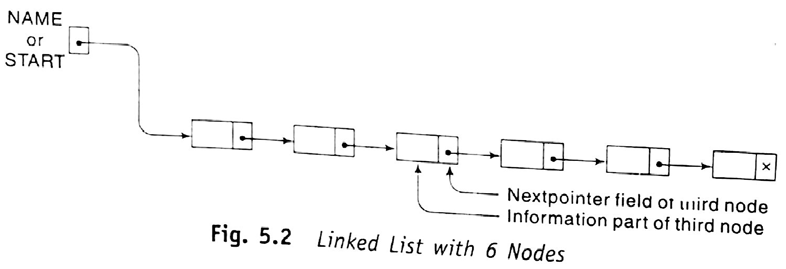 NAME
or
START
×
Nextpointer field of third node
Information part of third node
Fig. 5.2 Linked List with 6 Nodes